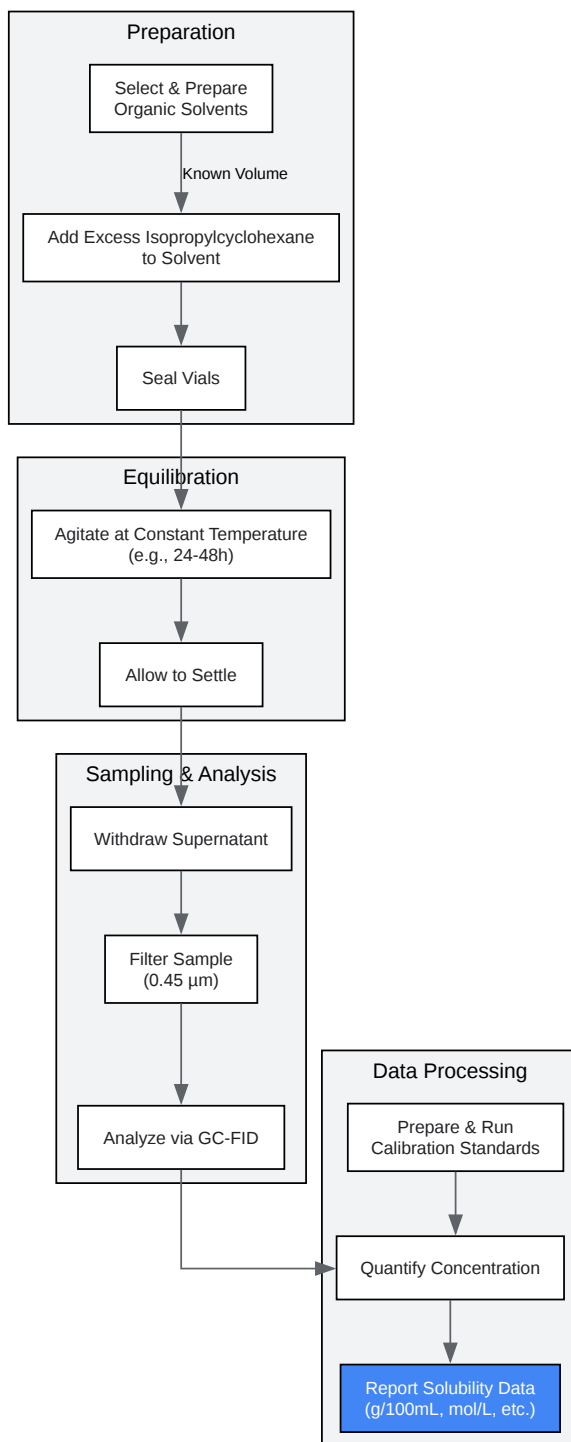 Preparation
Select & Prepare
Organic Solvents
Known Volume
Add Excess Isopropylcyclohexane
to Solvent
Seal Vials
Equilibration
Agitate at Constant Temperature
(e.g., 24-48h)
Allow to Settle
Sampling & Analysis
Withdraw Supernatant
Filter Sample
(0.45 µm)
Analyze via GC-FID
Data Processing
Prepare & Run
Calibration Standards
Quantify Concentration
Report Solubility Data
(g/100mL, mol/L, etc.)